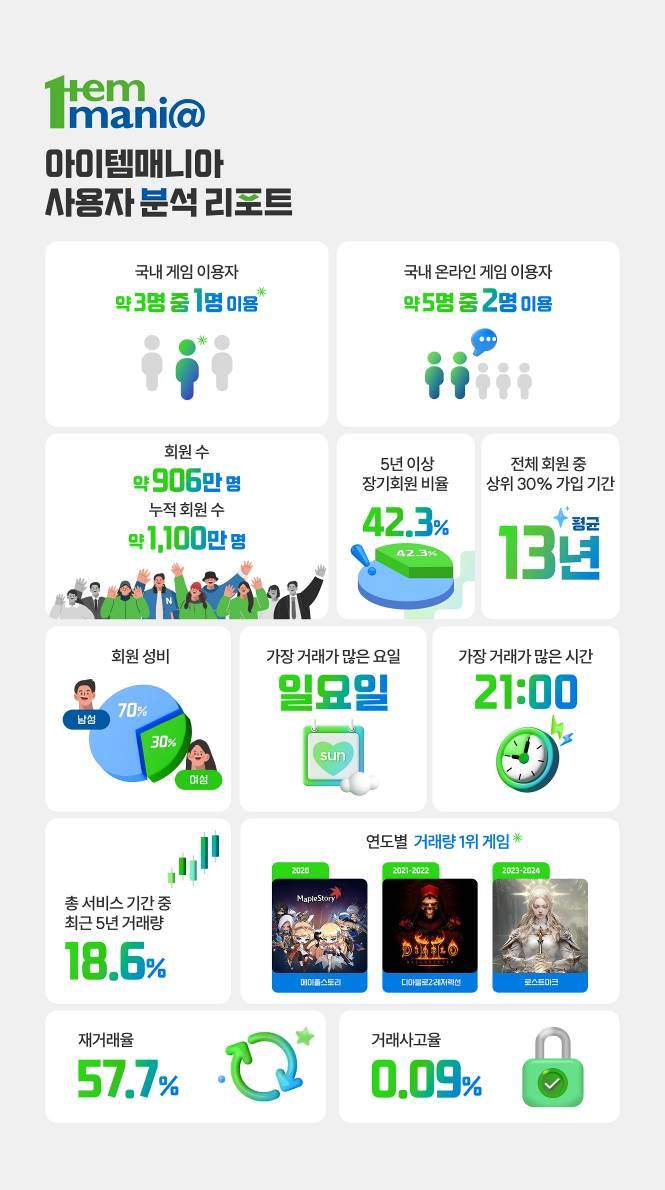 Item
mani@
아이템매니아
사용자 분석 리포트
국내 게임 이용자
약 3명 중 1명 이용
국내 온라인 게임 이용자
약 5명 중 2명 이용
회원 수
약 906만 명
누적 회원 수
약 1,100만 명
N
5년 이상
장기회원 비율
42.3%
42.3%
전체 회원 중
상위 30% 가입 기간
평균
13년
회원 성비
70%
남성
30%
여성
가장 거래가 많은 요일
일요일
sun
가장 거래가 많은 시간
21:00
총 서비스 기간 중
최근 5년 거래량
18.6%
연도별 거래량 1위 게임
2020
MapleStory
메이플스토리
2021-2022
DIABLO
II
디아블로2:레저렉션
2023-2024
로스트아크
재거래율
57.7%
거래사고율
0.09%